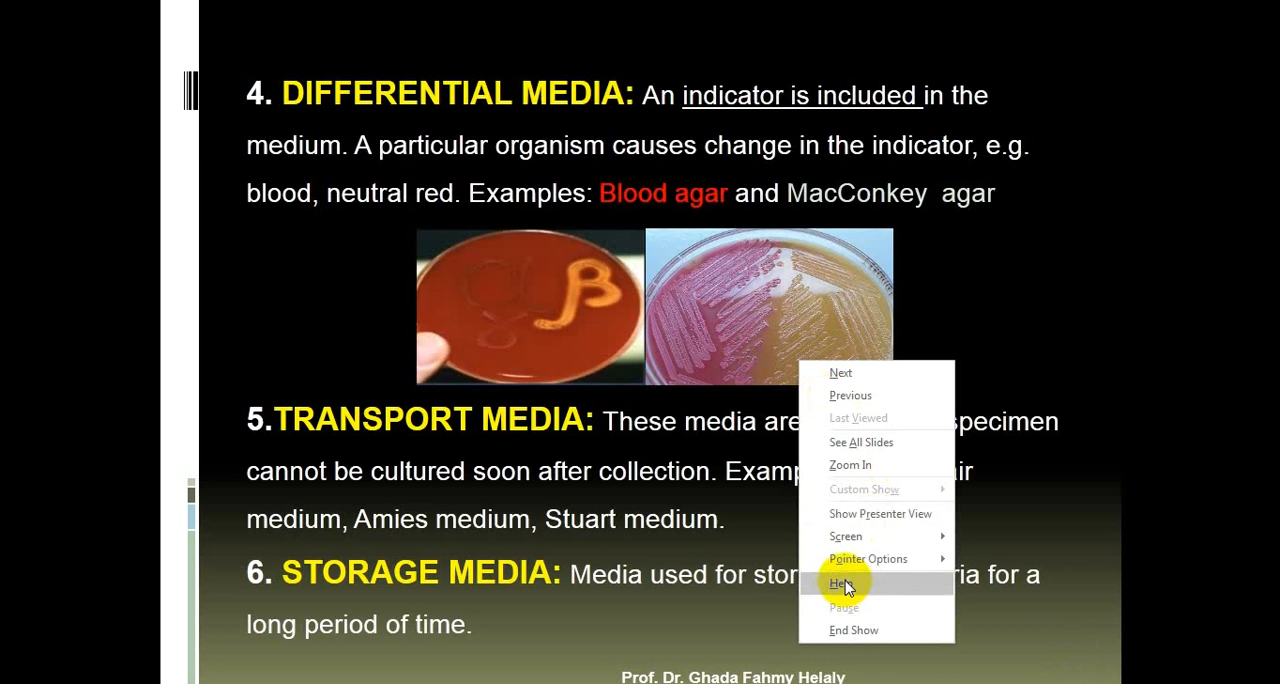 4. DIFFERENTIAL MEDIA: An indicator is included in the
medium. A particular organism causes change in the indicator, e.g.
blood, neutral red. Examples: Blood agar and MacConkey agar
α β
5.TRANSPORT MEDIA: These media are specimen
cannot be cultured soon after collection. Examp
medium, Amies medium, Stuart medium.
6. STORAGE MEDIA: Media used for stor for a
long period of time.
Prof. Dr. Ghada Fahmy Helaly
Next
Previous
Last Viewed
See All Slides
Zoom In
Custom Show
Show Presenter View
Screen
Pointer Options
Help
Pause
End Show